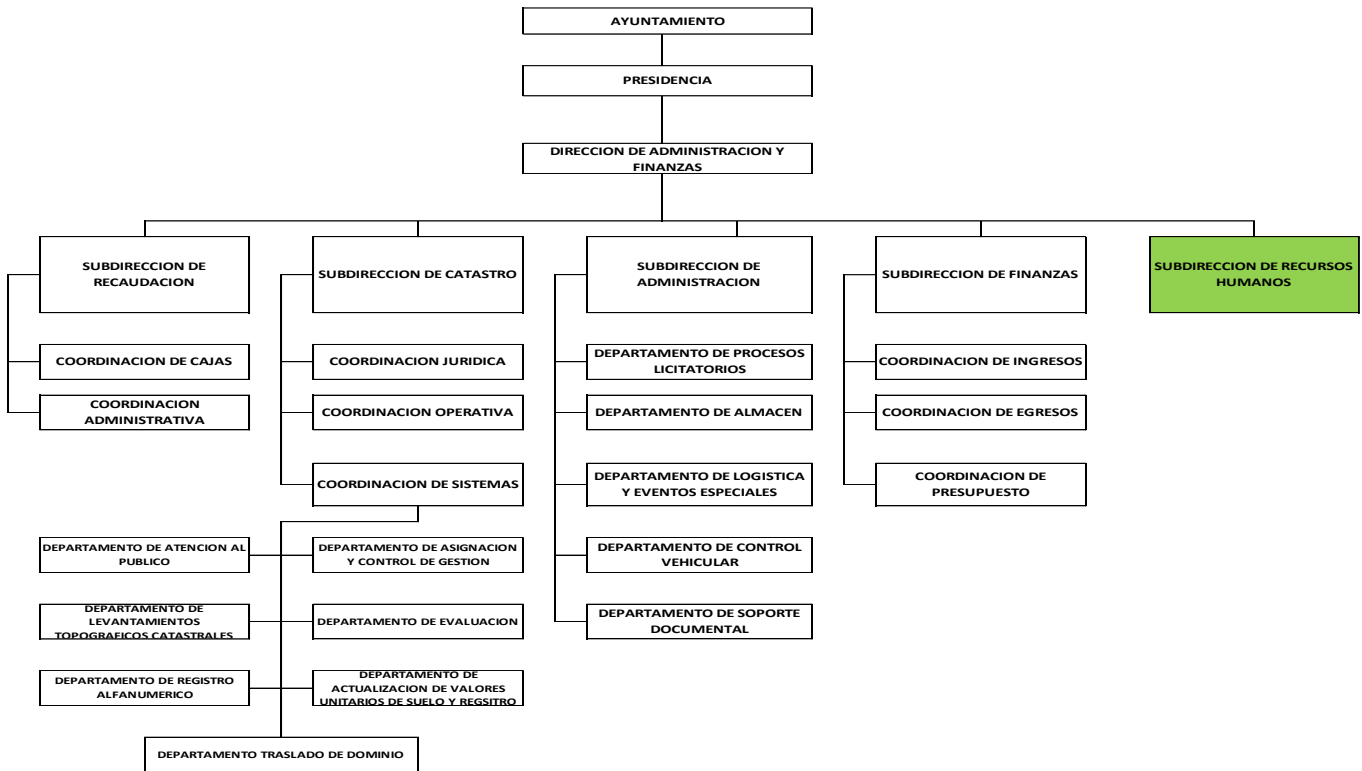 AYUNTAMIENTO
PRESIDENCIA
DIRECCION DE ADMINISTRACION Y
FINANZAS
SUBDIRECCION DE
RECAUDACION
SUBDIRECCION DE CATASTRO
SUBDIRECCION DE
ADMINISTRACION
SUBDIRECCION DE FINANZAS
SUBDIRECCION DE RECURSOS
HUMANOS
COORDINACION DE CAJAS
COORDINACION JURIDICA
DEPARTAMENTO DE PROCESOS
LICITATORIOS
COORDINACION DE INGRESOS
COORDINACION
ADMINISTRATIVA
COORDINACION OPERATIVA
DEPARTAMENTO DE ALMACEN
COORDINACION DE EGRESOS
COORDINACION DE SISTEMAS
DEPARTAMENTO DE LOGISTICA
Y EVENTOS ESPECIALES
COORDINACION DE
PRESUPUESTO
DEPARTAMENTO DE ATENCION AL
PUBLICO
DEPARTAMENTO DE ASIGNACION
Y CONTROL DE GESTION
DEPARTAMENTO DE CONTROL
VEHICULAR
DEPARTAMENTO DE
LEVANTAMIENTOS
TOPOGRAFICOS CATASTRALES
DEPARTAMENTO DE EVALUACION
DEPARTAMENTO DE SOPORTE
DOCUMENTAL
DEPARTAMENTO DE REGISTRO
ALFANUMERICO
DEPARTAMENTO DE
ACTUALIZACION DE VALORES
UNITARIOS DE SUELO Y REGSITRO
DEPARTAMENTO TRASLADO DE DOMINIO